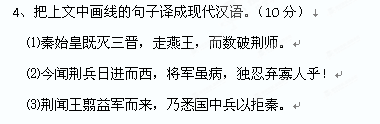 4、把上文中画线的句子译成现代汉语。（10 分）
⑴秦始皇既灭三晋，走燕王，而数破荆师。
⑵今闻荆兵日进而西，将军虽病，独忍弃寡人乎！
⑶荆闻王翦益军而来，乃悉国中兵以拒秦。